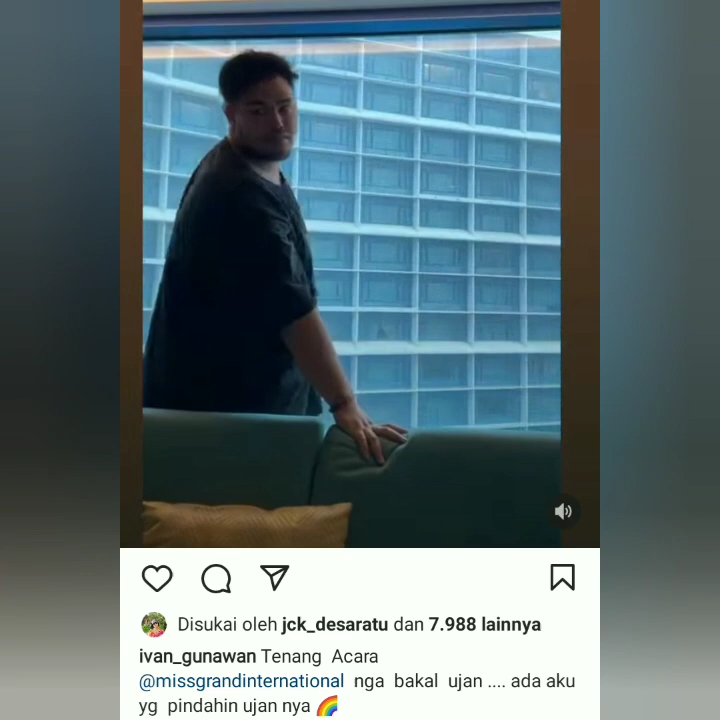 Disukai oleh jck_desaratu dan 7.988 lainnya
ivan_gunawan Tenang Acara
@missgrandinternational nga bakal ujan .... ada aku
yg pindahin ujan nya 🌈